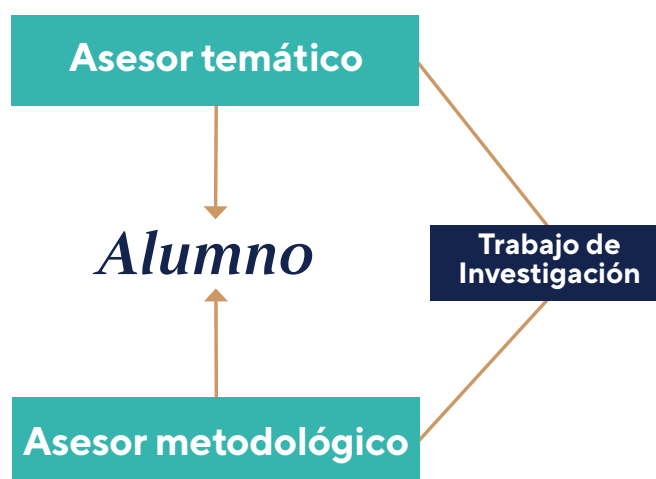 Asesor temático
Alumno
Trabajo de
Investigación
Asesor metodológico